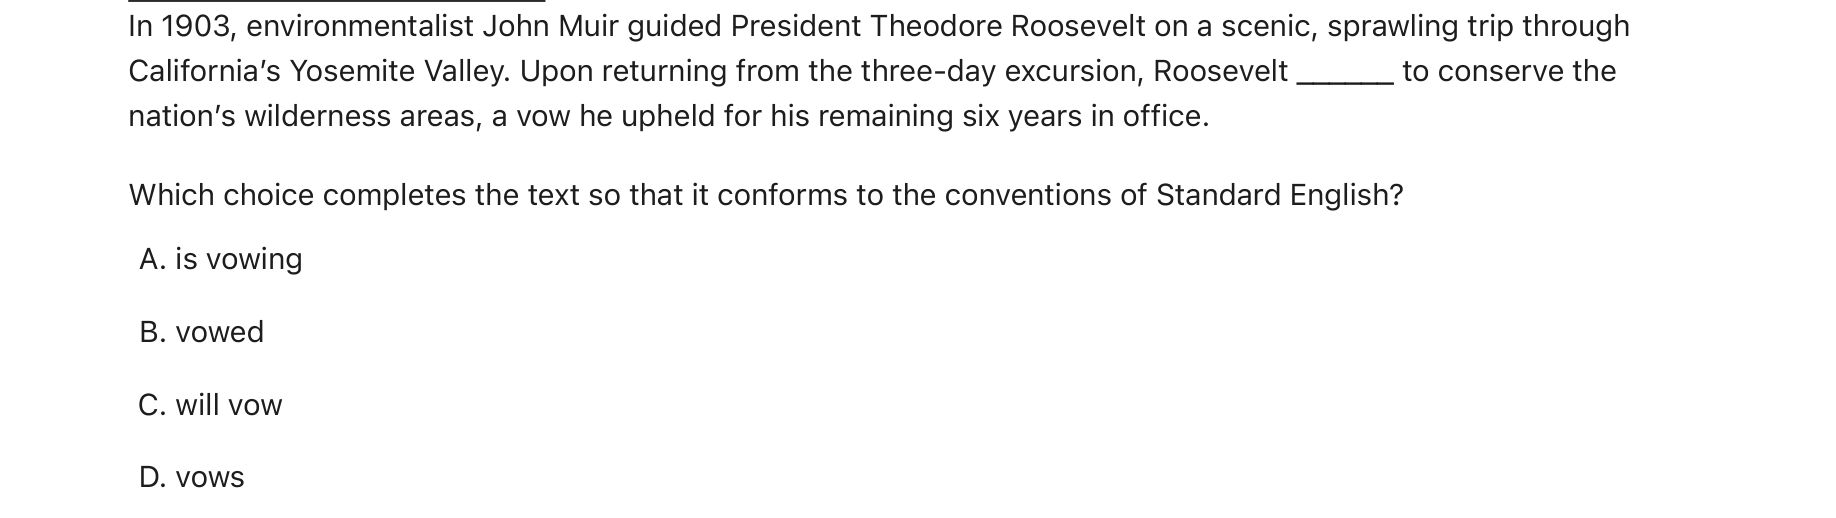 In 1903, environmentalist John Muir guided President Theodore Roosevelt on a scenic, sprawling trip through
California’s Yosemite Valley. Upon returning from the three-day excursion, Roosevelt ______ to conserve the
nation’s wilderness areas, a vow he upheld for his remaining six years in office.
Which choice completes the text so that it conforms to the conventions of Standard English?
A. is vowing
B. vowed
C. will vow
D. vows